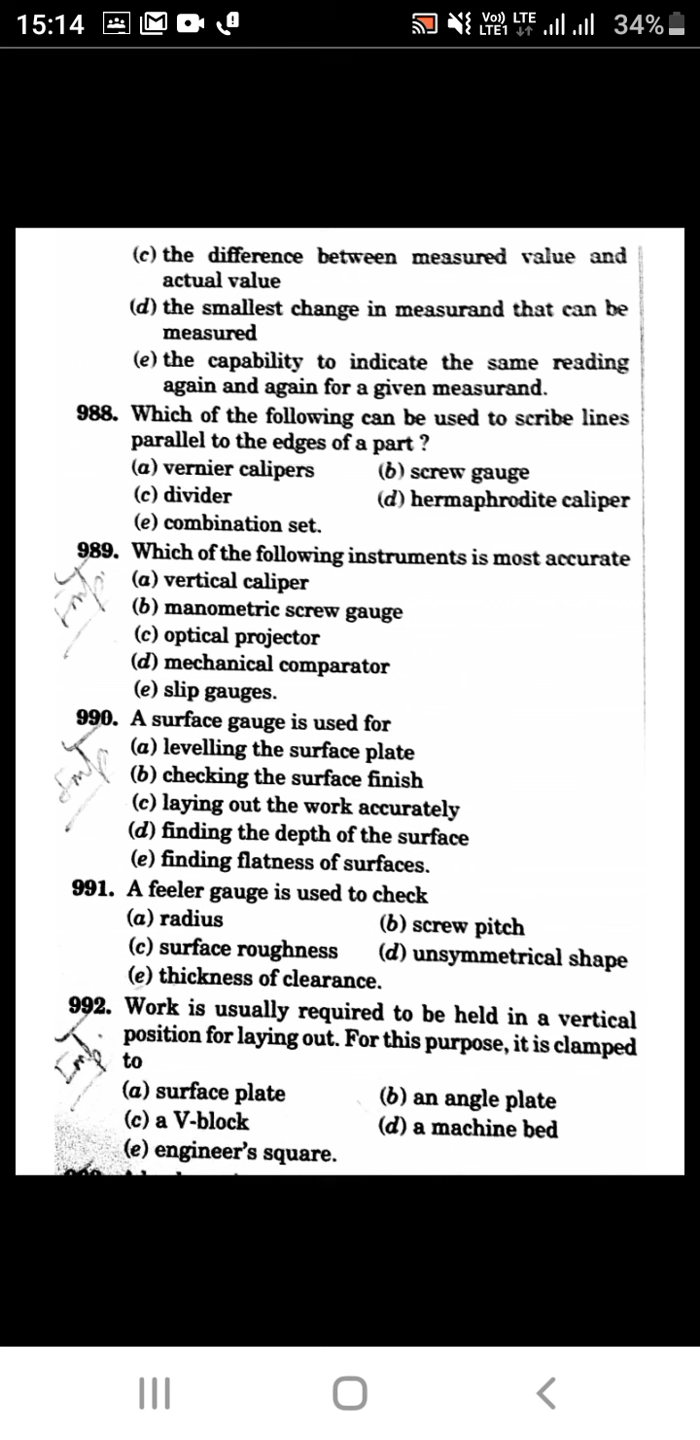 15:14
Vo)) LTE
LTE1
34%
(c) the difference between measured value and
actual value
(d) the smallest change in measurand that can be
measured
(e) the capability to indicate the same reading
again and again for a given measurand.
988. Which of the following can be used to scribe lines
parallel to the edges of a part ?
(a) vernier calipers (b) screw gauge
(c) divider (d) hermaphrodite caliper
(e) combination set.
989. Which of the following instruments is most accurate
Imp
(a) vertical caliper
(b) manometric screw gauge
(c) optical projector
(d) mechanical comparator
(e) slip gauges.
990. A surface gauge is used for
Imp
(a) levelling the surface plate
(b) checking the surface finish
(c) laying out the work accurately
(d) finding the depth of the surface
(e) finding flatness of surfaces.
991. A feeler gauge is used to check
(a) radius (b) screw pitch
(c) surface roughness (d) unsymmetrical shape
(e) thickness of clearance.
992. Work is usually required to be held in a vertical
position for laying out. For this purpose, it is clamped
Imp
to
(a) surface plate (b) an angle plate
(c) a V-block (d) a machine bed
(e) engineer's square.